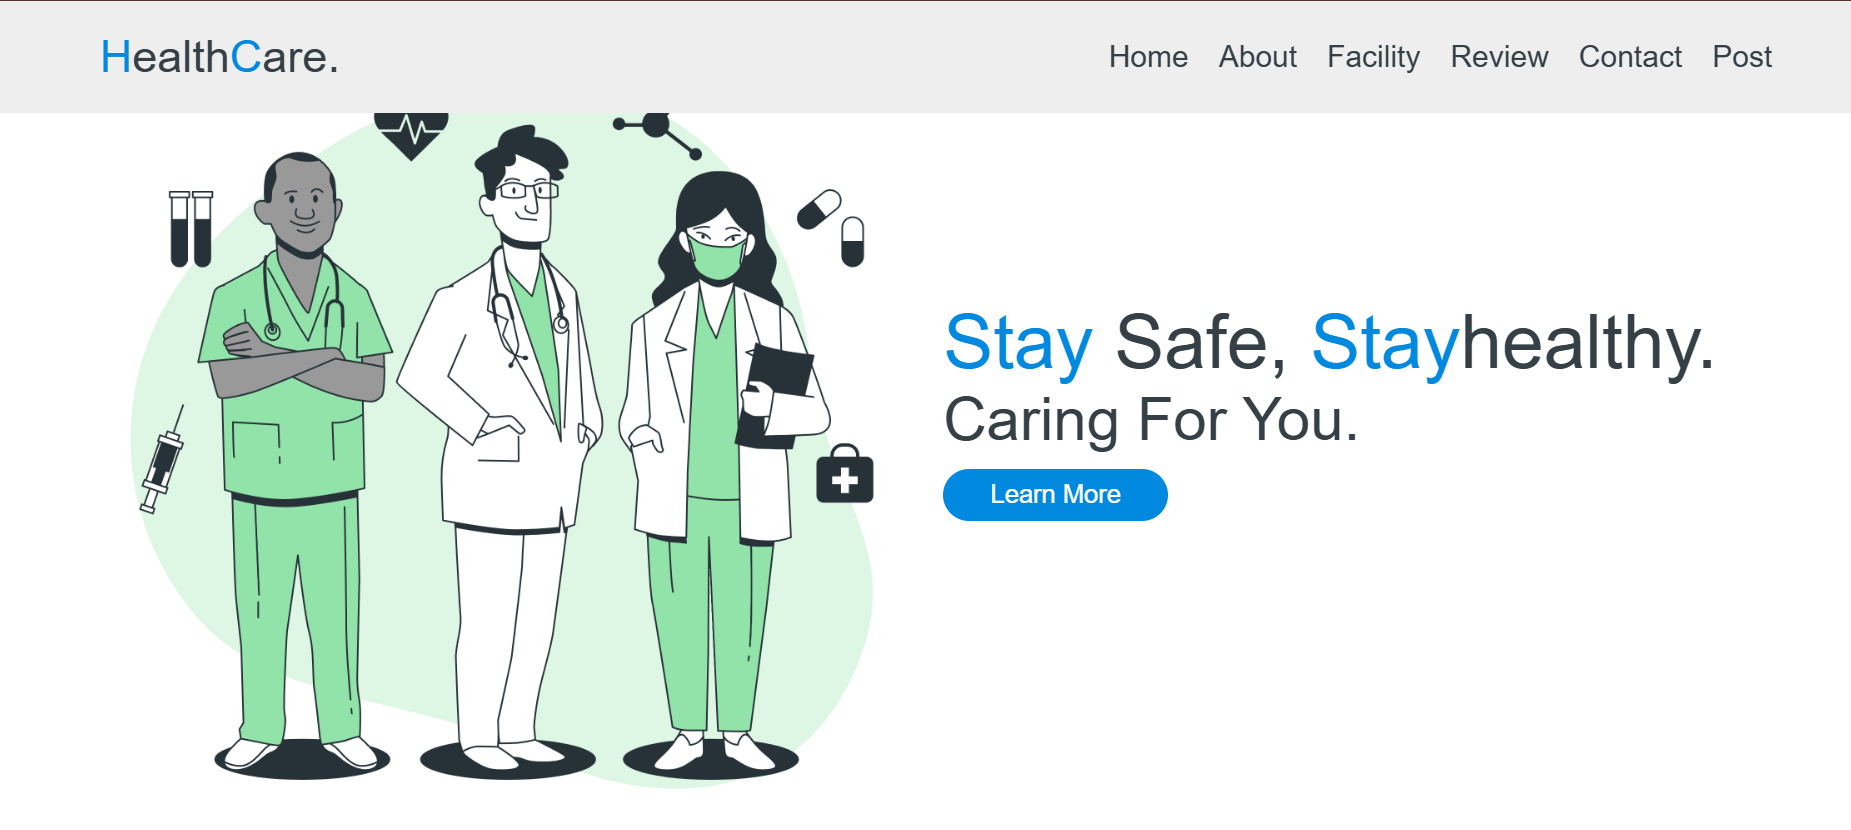 HealthCare.
Home About Facility Review Contact Post
Stay Safe, Stayhealthy.
Caring For You.
Learn More